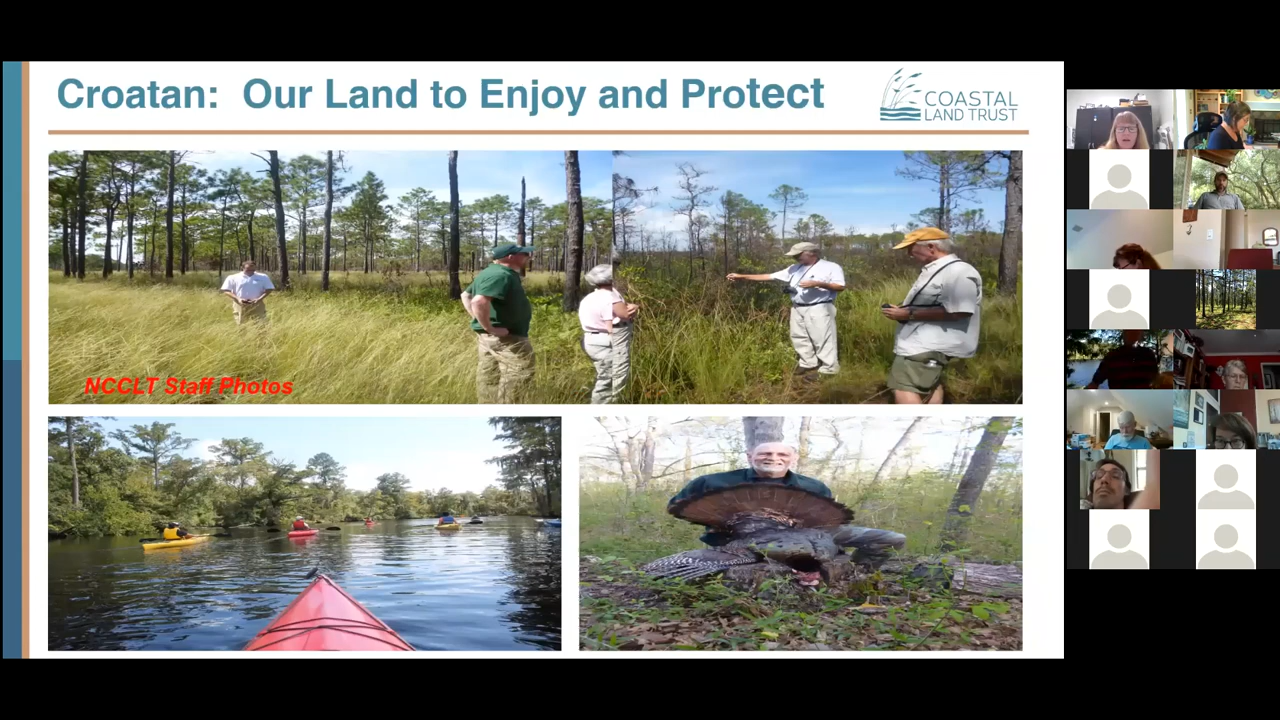 Croatan: Our Land to Enjoy and Protect
COASTAL
LAND TRUST
NCCLT Staff Photos